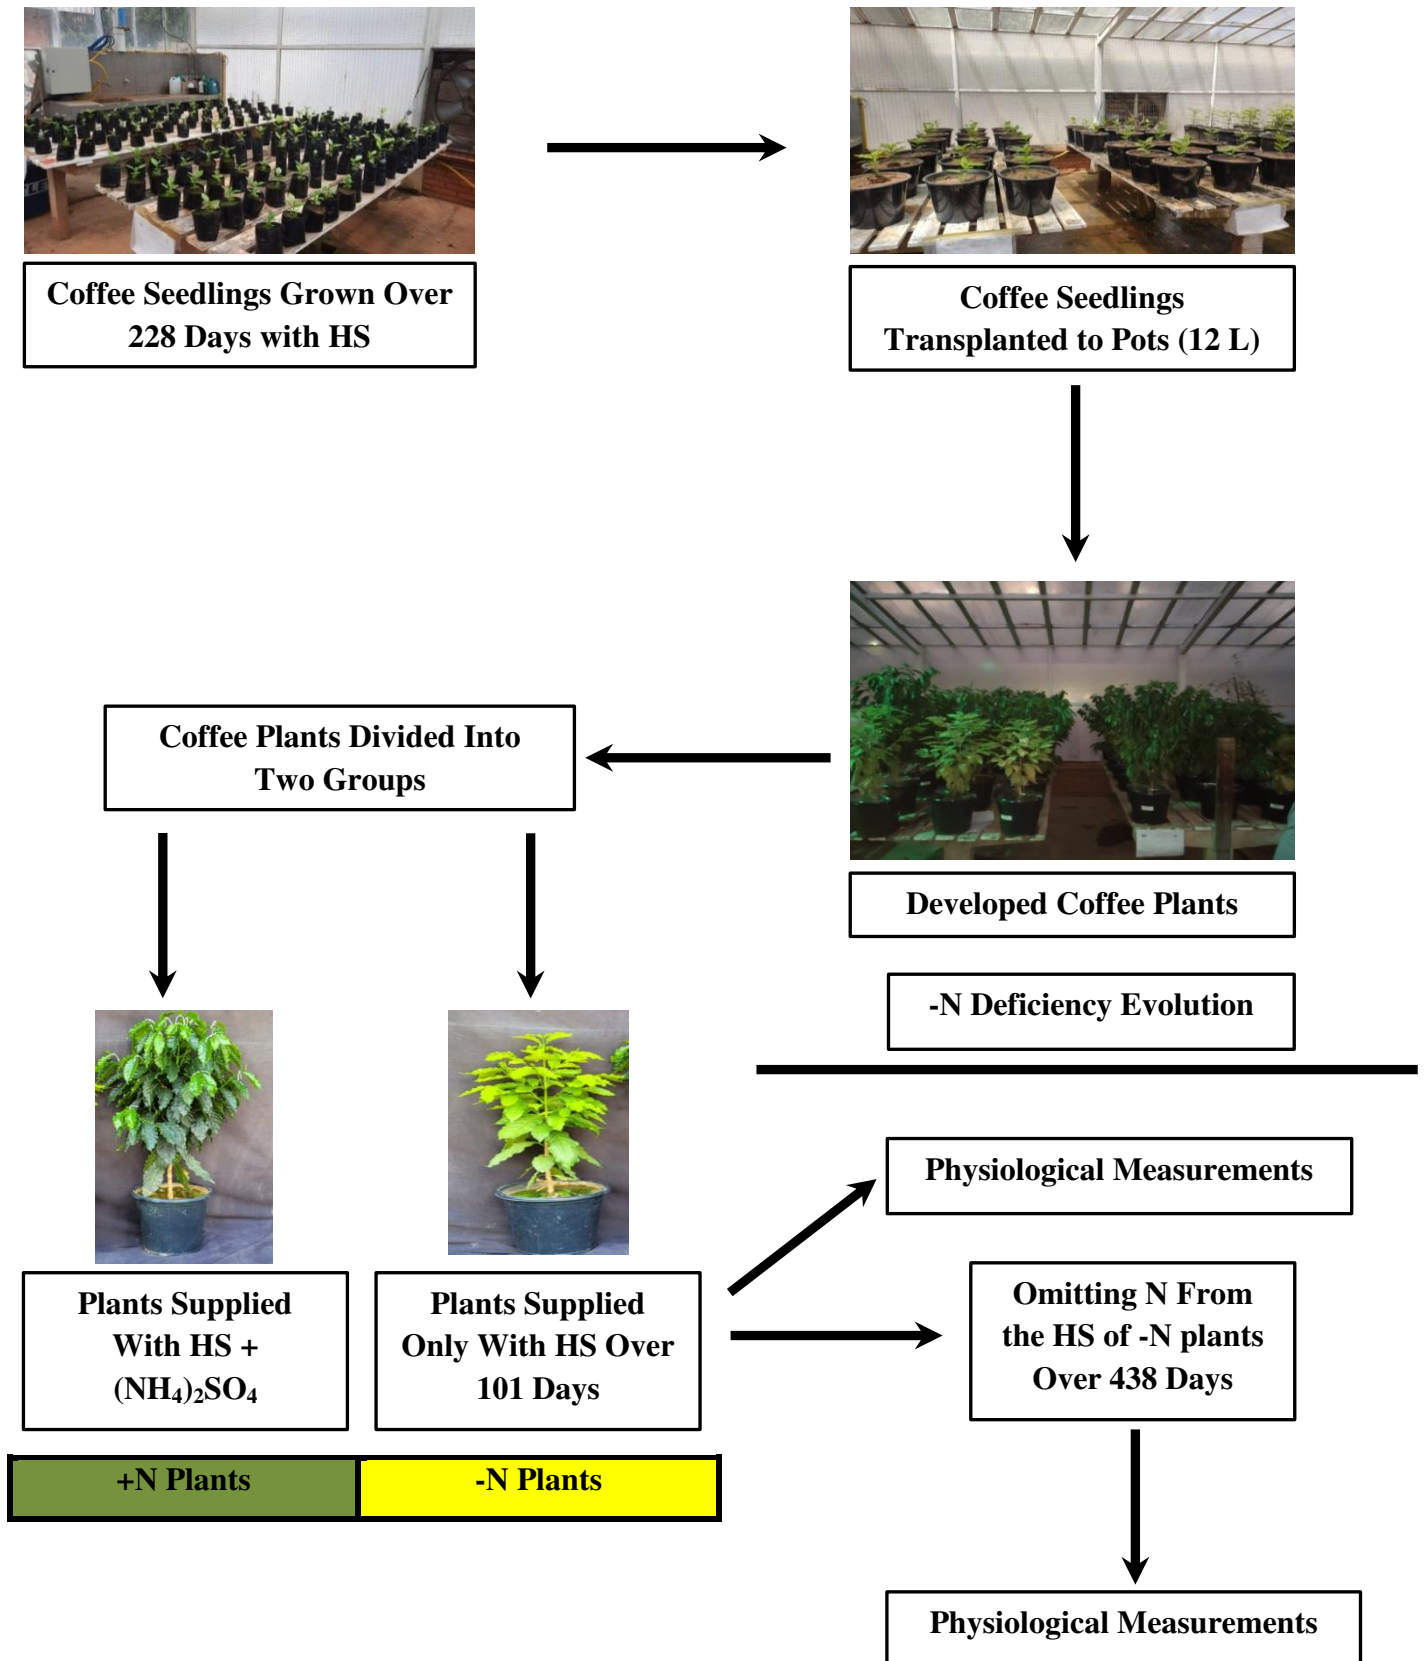 Coffee Seedlings Grown Over
228 Days with HS
Coffee Seedlings
Transplanted to Pots (12 L)
Developed Coffee Plants
Coffee Plants Divided Into
Two Groups
-N Deficiency Evolution
Plants Supplied
With HS +
(NH₄)₂SO₄
Plants Supplied
Only With HS Over
101 Days
+N Plants
-N Plants
Physiological Measurements
Omitting N From
the HS of -N plants
Over 438 Days
Physiological Measurements